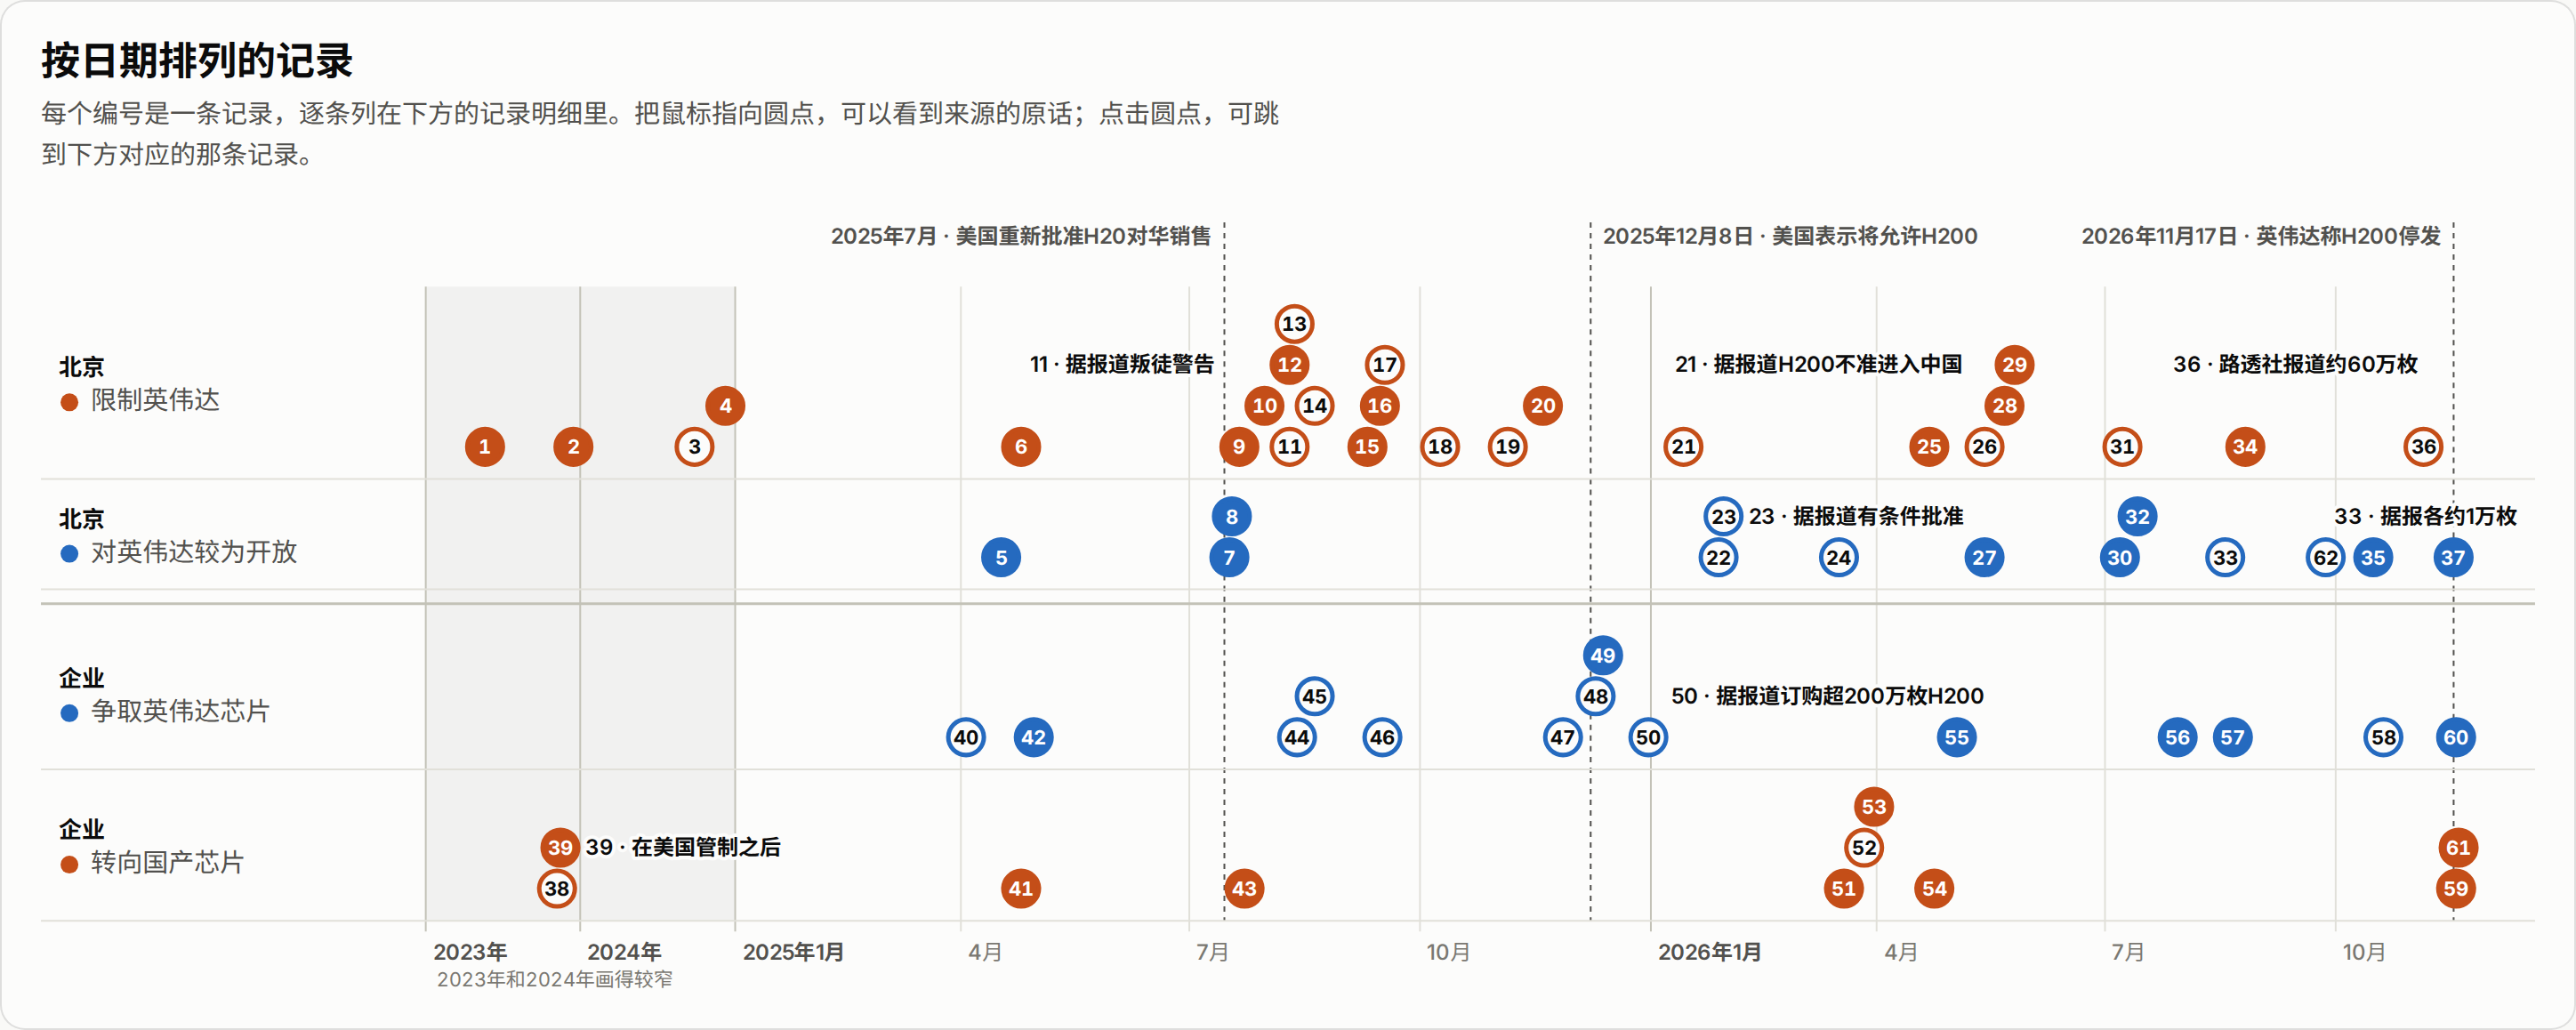 按日期排列的记录
每个编号是一条记录，逐条列在下方的记录明细里。把鼠标指向圆点，可以看到来源的原话；点击圆点，可跳
到下方对应的那条记录。
2025年7月 · 美国重新批准H20对华销售
2025年12月8日 · 美国表示将允许H200
2026年11月17日 · 英伟达称H200停发
13
11 · 据报道叛徒警告
12
17
21 · 据报道H200不准进入中国
29
36 · 路透社报道约60万枚
北京
限制英伟达
4
10
14
16
20
28
1
2
3
6
9
11
15
18
19
21
25
26
31
34
36
北京
对英伟达较为开放
8
23
23 · 据报道有条件批准
32
33 · 据报各约1万枚
5
7
22
24
27
30
33
62
35
37
49
企业
争取英伟达芯片
45
48
50 · 据报道订购超200万枚H200
40
42
44
46
47
50
55
56
57
58
60
53
企业
转向国产芯片
39
39 · 在美国管制之后
52
61
38
41
43
51
54
59
2023年
2024年
2025年1月
4月
7月
10月
2026年1月
4月
7月
10月
2023年和2024年画得较窄